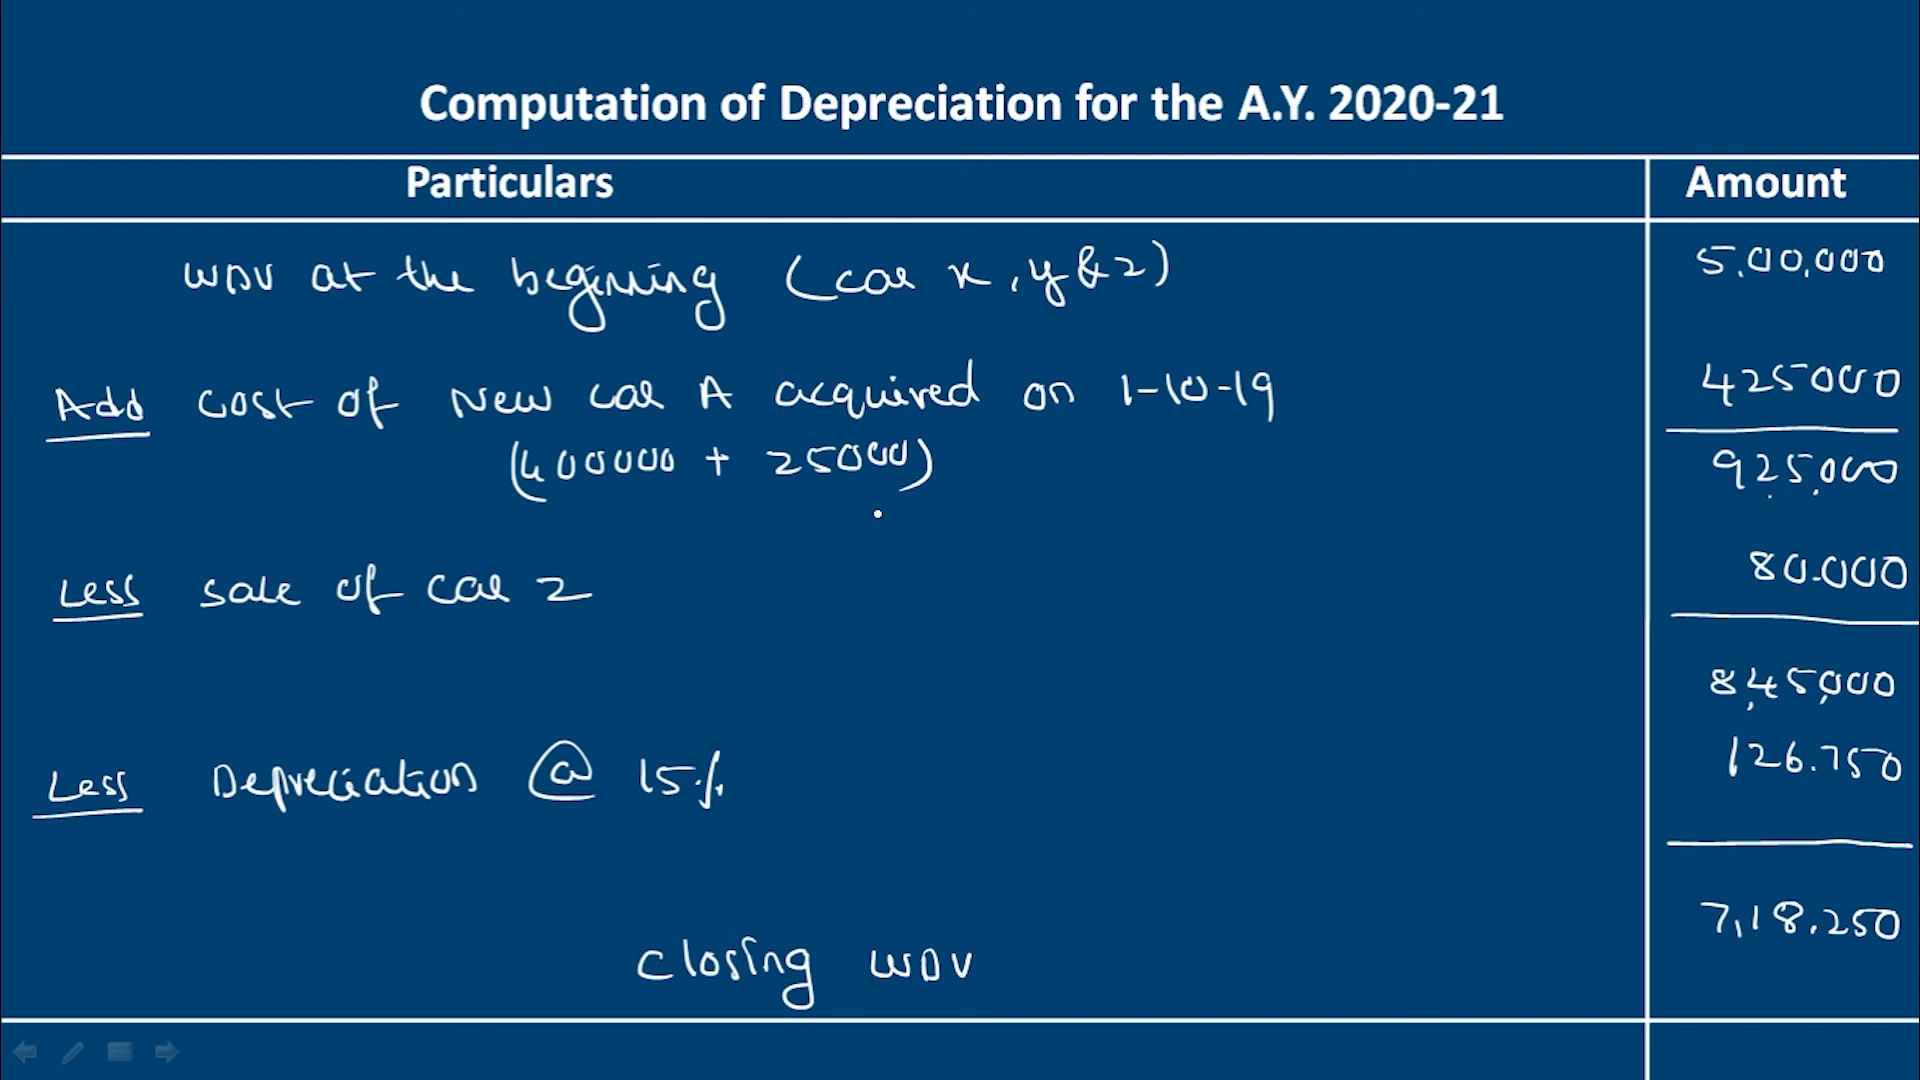 Computation of Depreciation for the A.Y. 2020-21
Particulars Amount
WDV at the beginning (car x, y & z) 5,00,000
Add cost of New car A acquired on 1-10-19 425000
(400000 + 25000) 925,000
Less sale of car z 80.000
8,45,000
Less Depreciation @ 15% 126.750
7,18,250
closing WDV